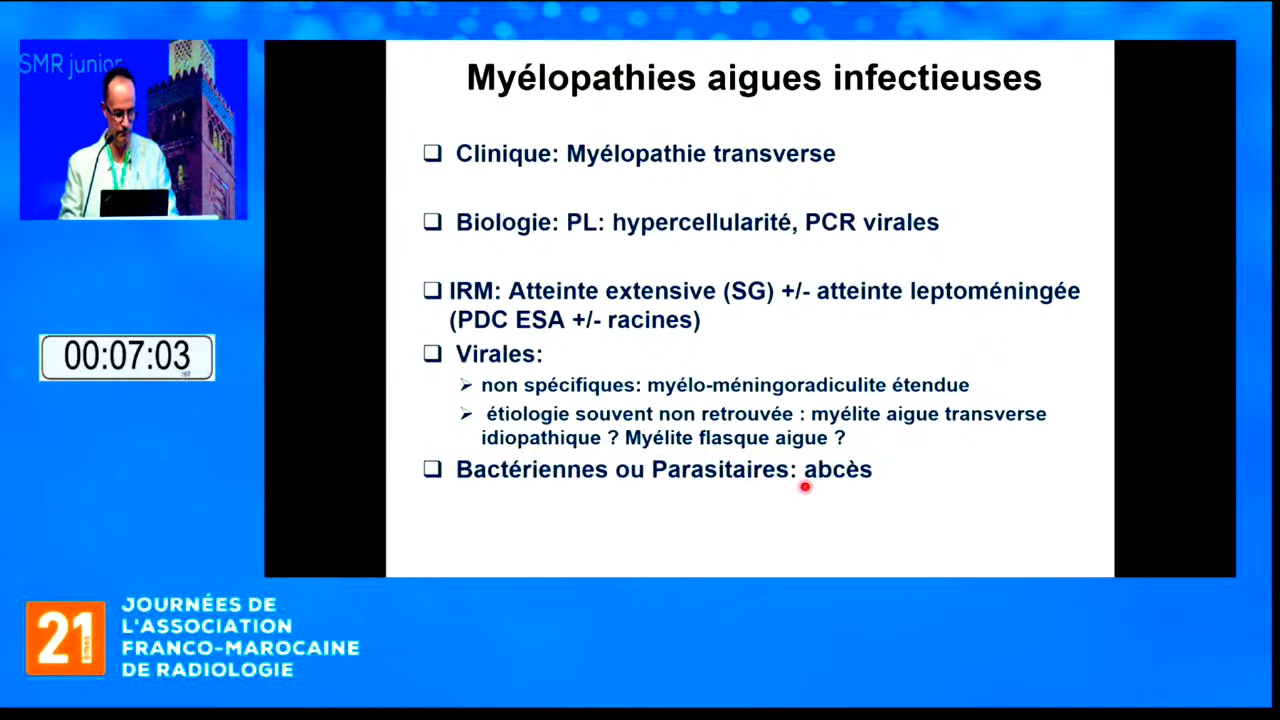 SMR junior
Myélopathies aigues infectieuses
Clinique: Myélopathie transverse
Biologie: PL: hypercellularité, PCR virales
IRM: Atteinte extensive (SG) +/- atteinte leptoméningée
(PDC ESA +/- racines)
Virales:
non spécifiques: myélo-méningoradiculite étendue
étiologie souvent non retrouvée : myélite aigue transverse
idiopathique ? Myélite flasque aigue ?
Bactériennes ou Parasitaires: abcès
00:07:03
21
èmes
JOURNÉES DE
L'ASSOCIATION
FRANCO-MAROCAINE
DE RADIOLOGIE